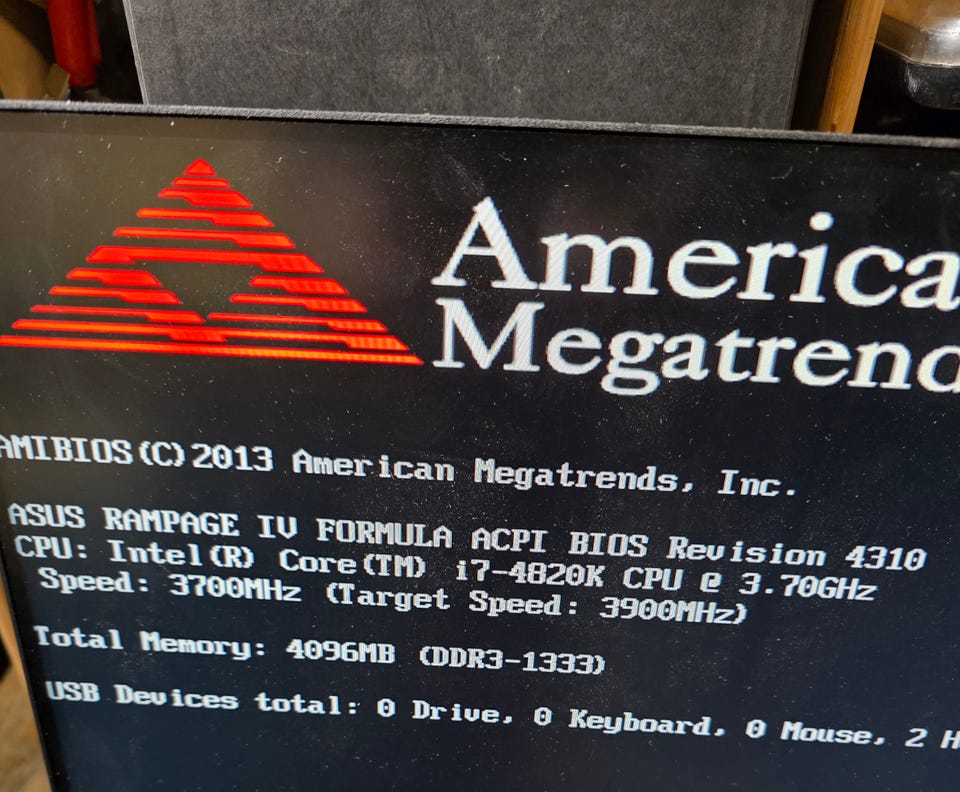 America
Megatrend
AMIBIOS(C)2013 American Megatrends, Inc.
ASUS RAMPAGE IV FORMULA ACPI BIOS Revision 4310
CPU: Intel(R) Core(TM) i7-4820K CPU @ 3.70GHz
Speed: 3700MHz (Target Speed: 3900MHz)
Total Memory: 4096MB (DDR3-1333)
USB Devices total: 0 Drive, 0 Keyboard, 0 Mouse, 2 H